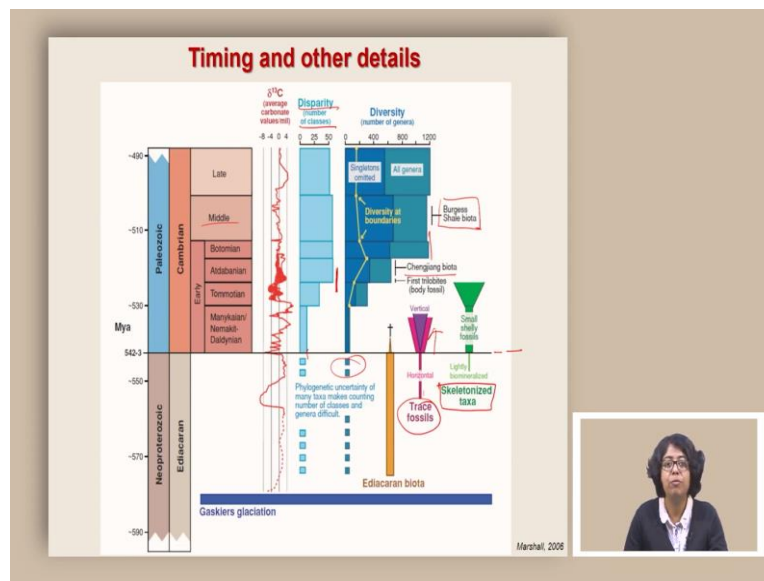 Timing and other details
δ13C
(average
carbonate
values/mil)
-8 -4 0 4
Disparity
(number
of classes)
0 25 50
Diversity
(number of genera)
0 400 800 1200
~490
Late
Singletons
omitted
All genera
Middle
Diversity at
boundaries
Burgess
Shale biota
~510
Paleozoic
Cambrian
Early
Botomian
Atdabanian
Tommotian
Manykaian/
Nemakit-
Daldynian
Chengjiang biota
First trilobites
(body fossil)
~530
Mya
Vertical
Small
shelly
fossils
542-3
Horizontal
Lightly
biomineralized
~550
Phylogenetic uncertainty of
many taxa makes counting
number of classes and
genera difficult.
Trace
fossils
Skeletonized
taxa
Neoproterozoic
Ediacaran
~570
Ediacaran biota
Gaskiers glaciation
~590
Marshall, 2006